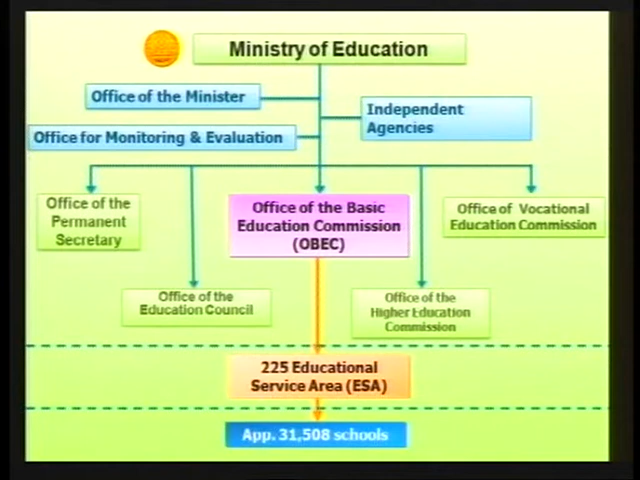 Ministry of Education
Office of the Minister
Independent
Agencies
Office for Monitoring & Evaluation
Office of the
Permanent
Secretary
Office of the Basic
Education Commission
(OBEC)
Office of Vocational
Education Commission
Office of the
Education Council
Office of the
Higher Education
Commission
225 Educational
Service Area (ESA)
App. 31,508 schools